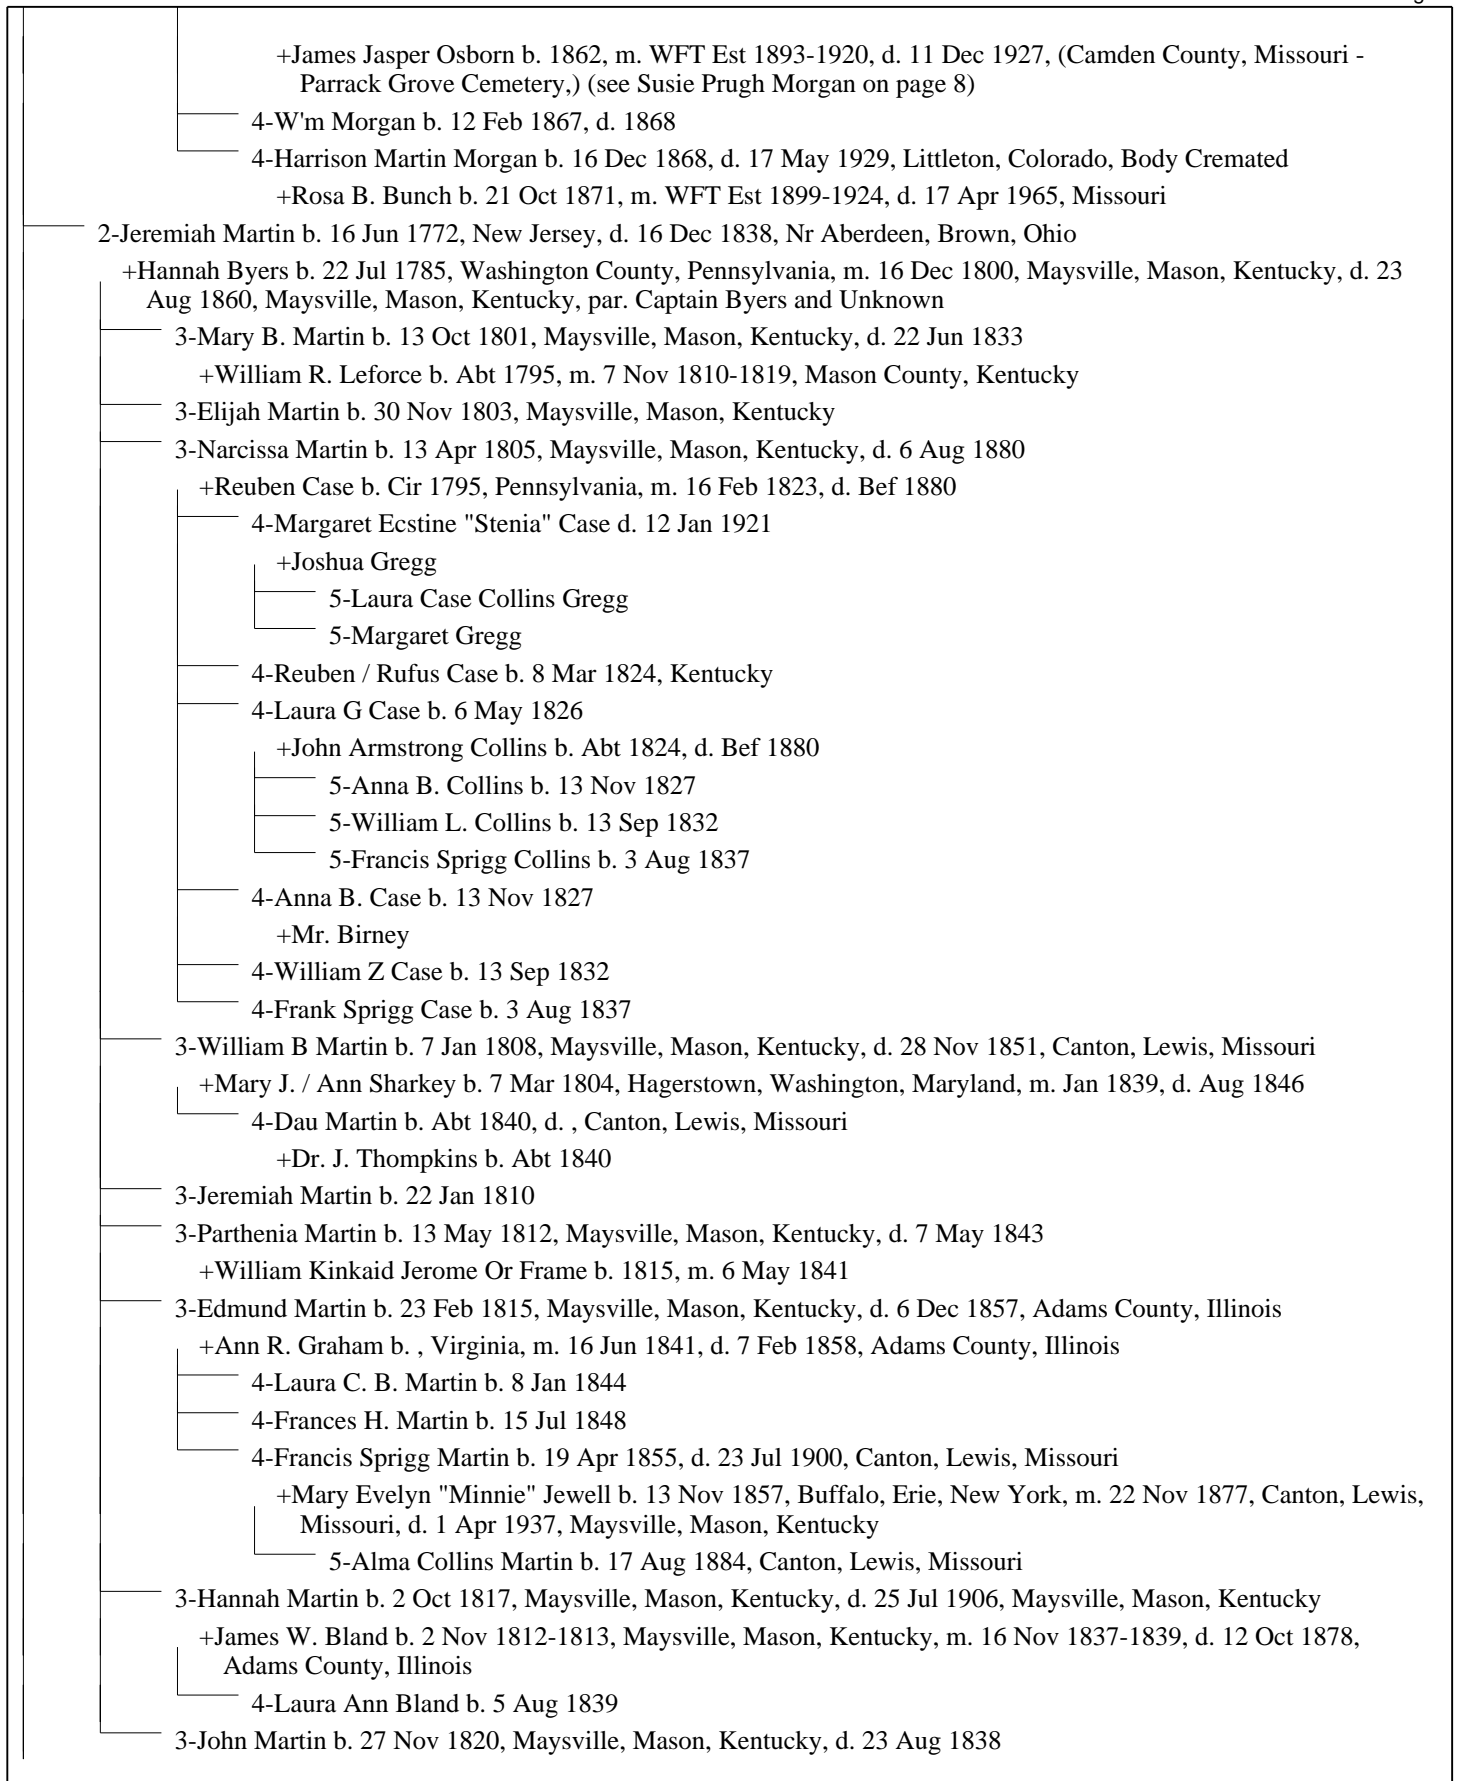 +James Jasper Osborn b. 1862, m. WFT Est 1893-1920, d. 11 Dec 1927, (Camden County, Missouri -
Parrack Grove Cemetery,) (see Susie Prugh Morgan on page 8)
4-W'm Morgan b. 12 Feb 1867, d. 1868
4-Harrison Martin Morgan b. 16 Dec 1868, d. 17 May 1929, Littleton, Colorado, Body Cremated
+Rosa B. Bunch b. 21 Oct 1871, m. WFT Est 1899-1924, d. 17 Apr 1965, Missouri
2-Jeremiah Martin b. 16 Jun 1772, New Jersey, d. 16 Dec 1838, Nr Aberdeen, Brown, Ohio
+Hannah Byers b. 22 Jul 1785, Washington County, Pennsylvania, m. 16 Dec 1800, Maysville, Mason, Kentucky, d. 23
Aug 1860, Maysville, Mason, Kentucky, par. Captain Byers and Unknown
3-Mary B. Martin b. 13 Oct 1801, Maysville, Mason, Kentucky, d. 22 Jun 1833
+William R. Leforce b. Abt 1795, m. 7 Nov 1810-1819, Mason County, Kentucky
3-Elijah Martin b. 30 Nov 1803, Maysville, Mason, Kentucky
3-Narcissa Martin b. 13 Apr 1805, Maysville, Mason, Kentucky, d. 6 Aug 1880
+Reuben Case b. Cir 1795, Pennsylvania, m. 16 Feb 1823, d. Bef 1880
4-Margaret Ecstine "Stenia" Case d. 12 Jan 1921
+Joshua Gregg
5-Laura Case Collins Gregg
5-Margaret Gregg
4-Reuben / Rufus Case b. 8 Mar 1824, Kentucky
4-Laura G Case b. 6 May 1826
+John Armstrong Collins b. Abt 1824, d. Bef 1880
5-Anna B. Collins b. 13 Nov 1827
5-William L. Collins b. 13 Sep 1832
5-Francis Sprigg Collins b. 3 Aug 1837
4-Anna B. Case b. 13 Nov 1827
+Mr. Birney
4-William Z Case b. 13 Sep 1832
4-Frank Sprigg Case b. 3 Aug 1837
3-William B Martin b. 7 Jan 1808, Maysville, Mason, Kentucky, d. 28 Nov 1851, Canton, Lewis, Missouri
+Mary J. / Ann Sharkey b. 7 Mar 1804, Hagerstown, Washington, Maryland, m. Jan 1839, d. Aug 1846
4-Dau Martin b. Abt 1840, d. , Canton, Lewis, Missouri
+Dr. J. Thompkins b. Abt 1840
3-Jeremiah Martin b. 22 Jan 1810
3-Parthenia Martin b. 13 May 1812, Maysville, Mason, Kentucky, d. 7 May 1843
+William Kinkaid Jerome Or Frame b. 1815, m. 6 May 1841
3-Edmund Martin b. 23 Feb 1815, Maysville, Mason, Kentucky, d. 6 Dec 1857, Adams County, Illinois
+Ann R. Graham b. , Virginia, m. 16 Jun 1841, d. 7 Feb 1858, Adams County, Illinois
4-Laura C. B. Martin b. 8 Jan 1844
4-Frances H. Martin b. 15 Jul 1848
4-Francis Sprigg Martin b. 19 Apr 1855, d. 23 Jul 1900, Canton, Lewis, Missouri
+Mary Evelyn "Minnie" Jewell b. 13 Nov 1857, Buffalo, Erie, New York, m. 22 Nov 1877, Canton, Lewis,
Missouri, d. 1 Apr 1937, Maysville, Mason, Kentucky
5-Alma Collins Martin b. 17 Aug 1884, Canton, Lewis, Missouri
3-Hannah Martin b. 2 Oct 1817, Maysville, Mason, Kentucky, d. 25 Jul 1906, Maysville, Mason, Kentucky
+James W. Bland b. 2 Nov 1812-1813, Maysville, Mason, Kentucky, m. 16 Nov 1837-1839, d. 12 Oct 1878,
Adams County, Illinois
4-Laura Ann Bland b. 5 Aug 1839
3-John Martin b. 27 Nov 1820, Maysville, Mason, Kentucky, d. 23 Aug 1838